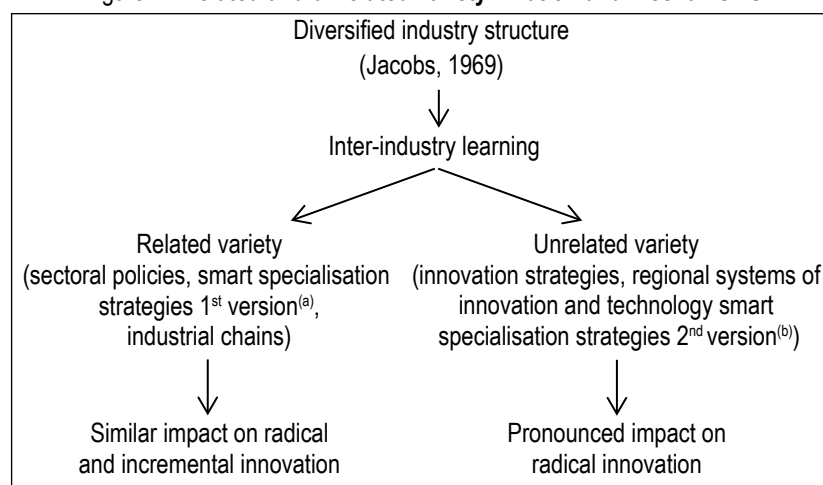 Diversified industry structure
(Jacobs, 1969)
Inter-industry learning
Related variety
(sectoral policies, smart specialisation
strategies 1st version(a),
industrial chains)
Unrelated variety
(innovation strategies, regional systems of
innovation and technology smart
specialisation strategies 2nd version(b))
Similar impact on radical
and incremental innovation
Pronounced impact on
radical innovation